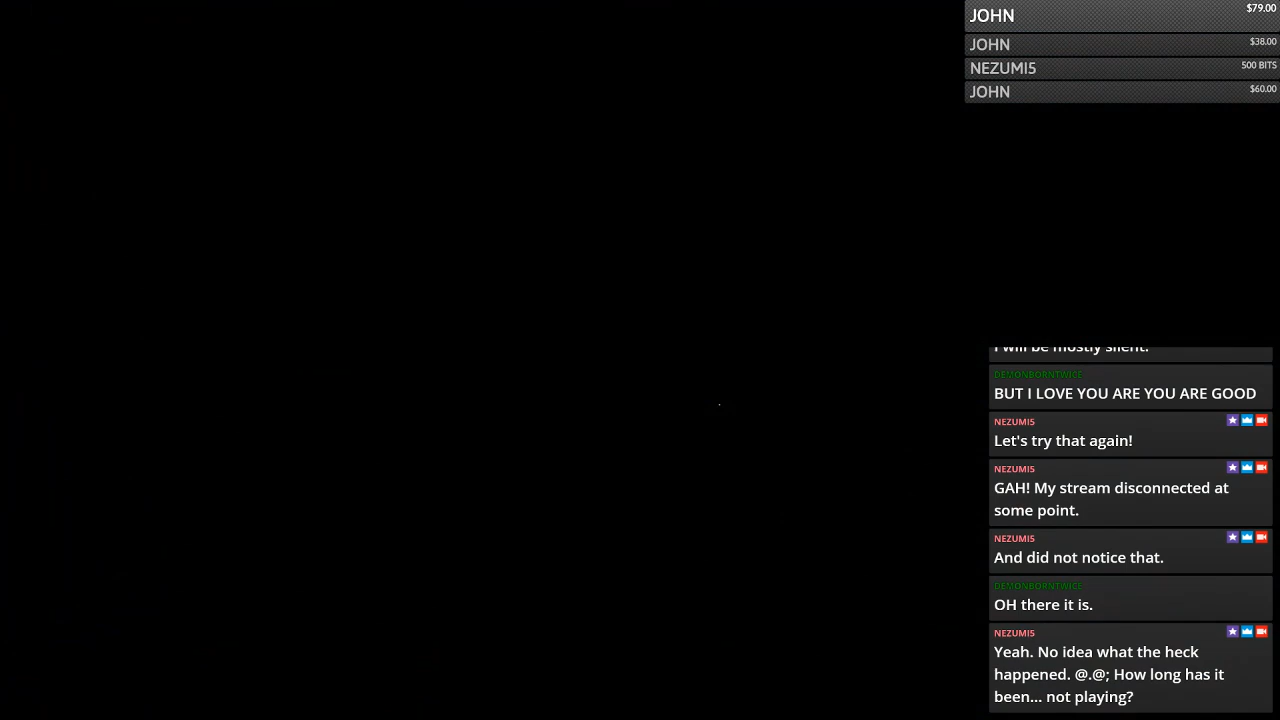 JOHN $79.00
JOHN $38.00
NEZUMI5 500 BITS
JOHN $60.00
I will be mostly silent.
DEMONBORNTWICE
BUT I LOVE YOU ARE YOU ARE GOOD
NEZUMI5
Let's try that again!
NEZUMI5
GAH! My stream disconnected at
some point.
NEZUMI5
And did not notice that.
DEMONBORNTWICE
OH there it is.
NEZUMI5
Yeah. No idea what the heck
happened. @.@; How long has it
been... not playing?